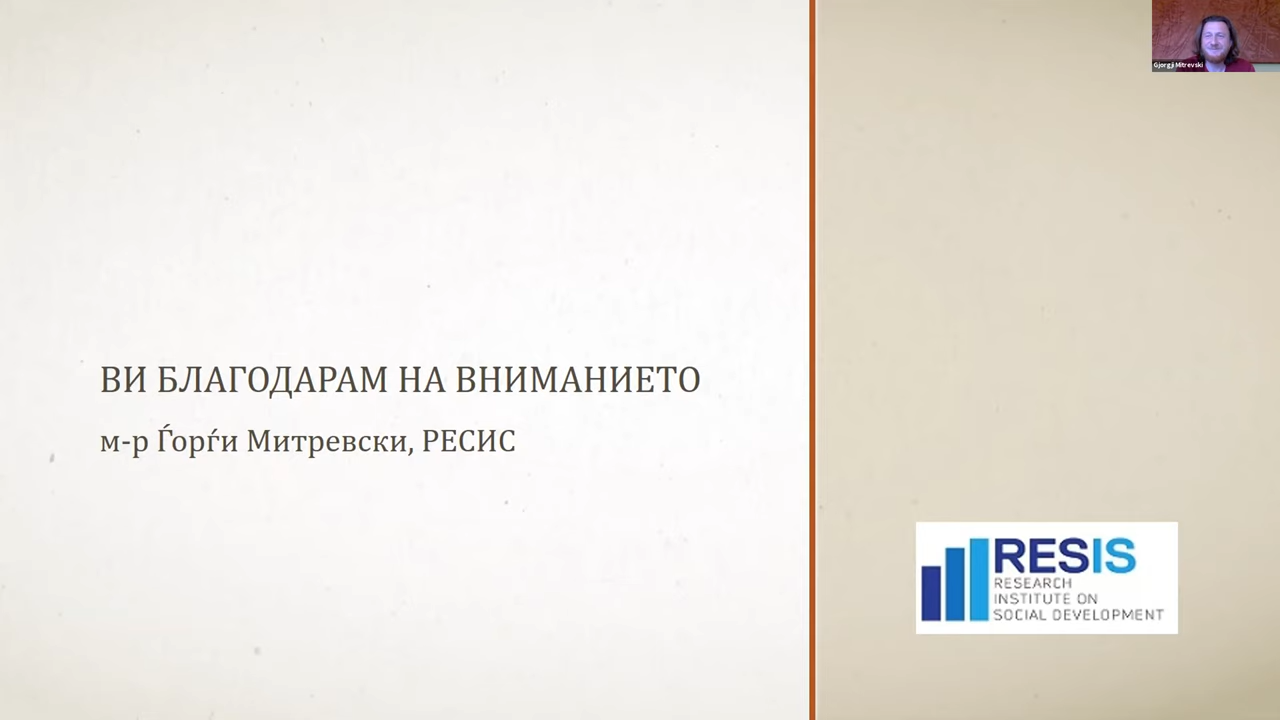 Gjorgji Mitrevski
ВИ БЛАГОДАРАМ НА ВНИМАНИЕТО
м-р Ѓорѓи Митревски, РЕСИС
RESIS
RESEARCH
INSTITUTE ON
SOCIAL DEVELOPMENT